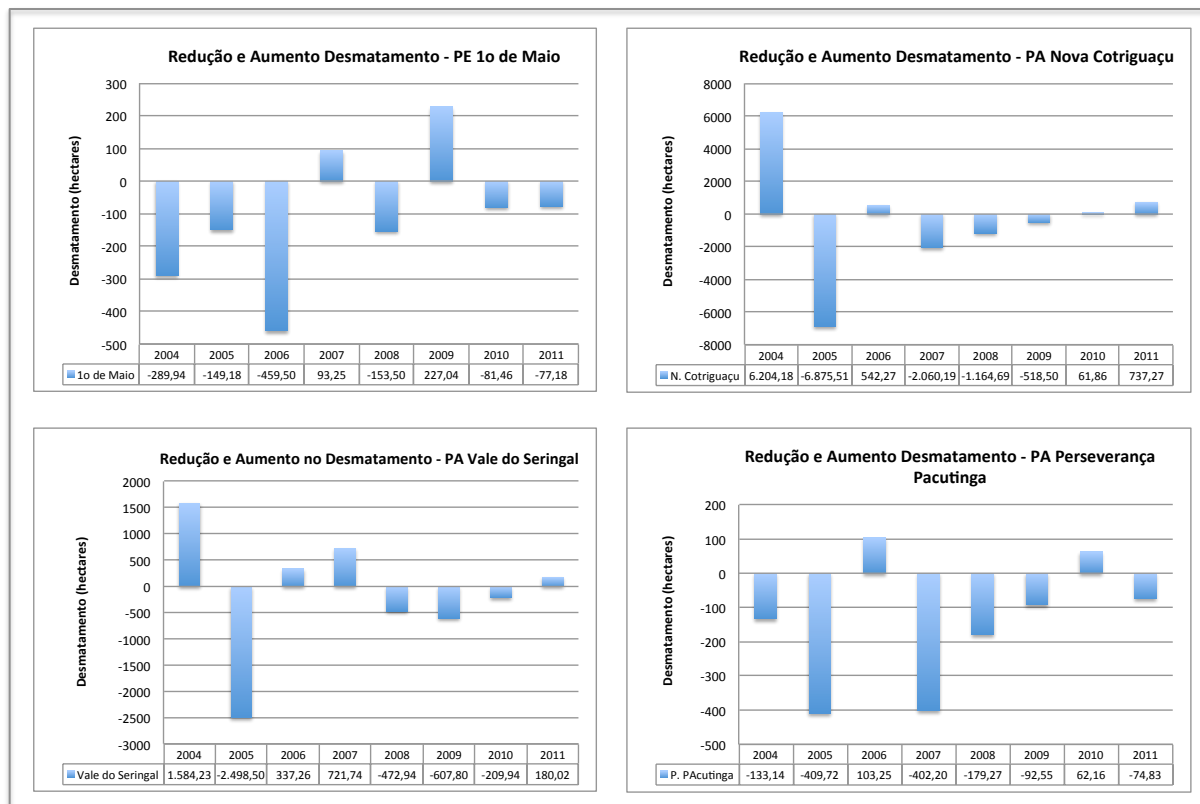 Redução e Aumento Desmatamento - PE 1o de Maio
Desmatamento (hectares)
300
200
100
0
-100
-200
-300
-400
-500
2004 2005 2006 2007 2008 2009 2010 2011
1o de Maio -289,94 -149,18 -459,50 93,25 -153,50 227,04 -81,46 -77,18
Redução e Aumento Desmatamento - PA Nova Cotriguaçu
Desmatamento (hectares)
8000
6000
4000
2000
0
-2000
-4000
-6000
-8000
2004 2005 2006 2007 2008 2009 2010 2011
N. Cotriguaçu 6.204,18 -6.875,51 542,27 -2.060,19 -1.164,69 -518,50 61,86 737,27
Redução e Aumento no Desmatamento - PA Vale do Seringal
Desmatamento (hectares)
2000
1500
1000
500
0
-500
-1000
-1500
-2000
-2500
-3000
2004 2005 2006 2007 2008 2009 2010 2011
Vale do Seringal 1.584,23 -2.498,50 337,26 721,74 -472,94 -607,80 -209,94 180,02
Redução e Aumento Desmatamento - PA Perseverança
Pacutinga
Desmatamento (hectares)
200
100
0
-100
-200
-300
-400
-500
2004 2005 2006 2007 2008 2009 2010 2011
P. PAcutinga -133,14 -409,72 103,25 -402,20 -179,27 -92,55 62,16 -74,83